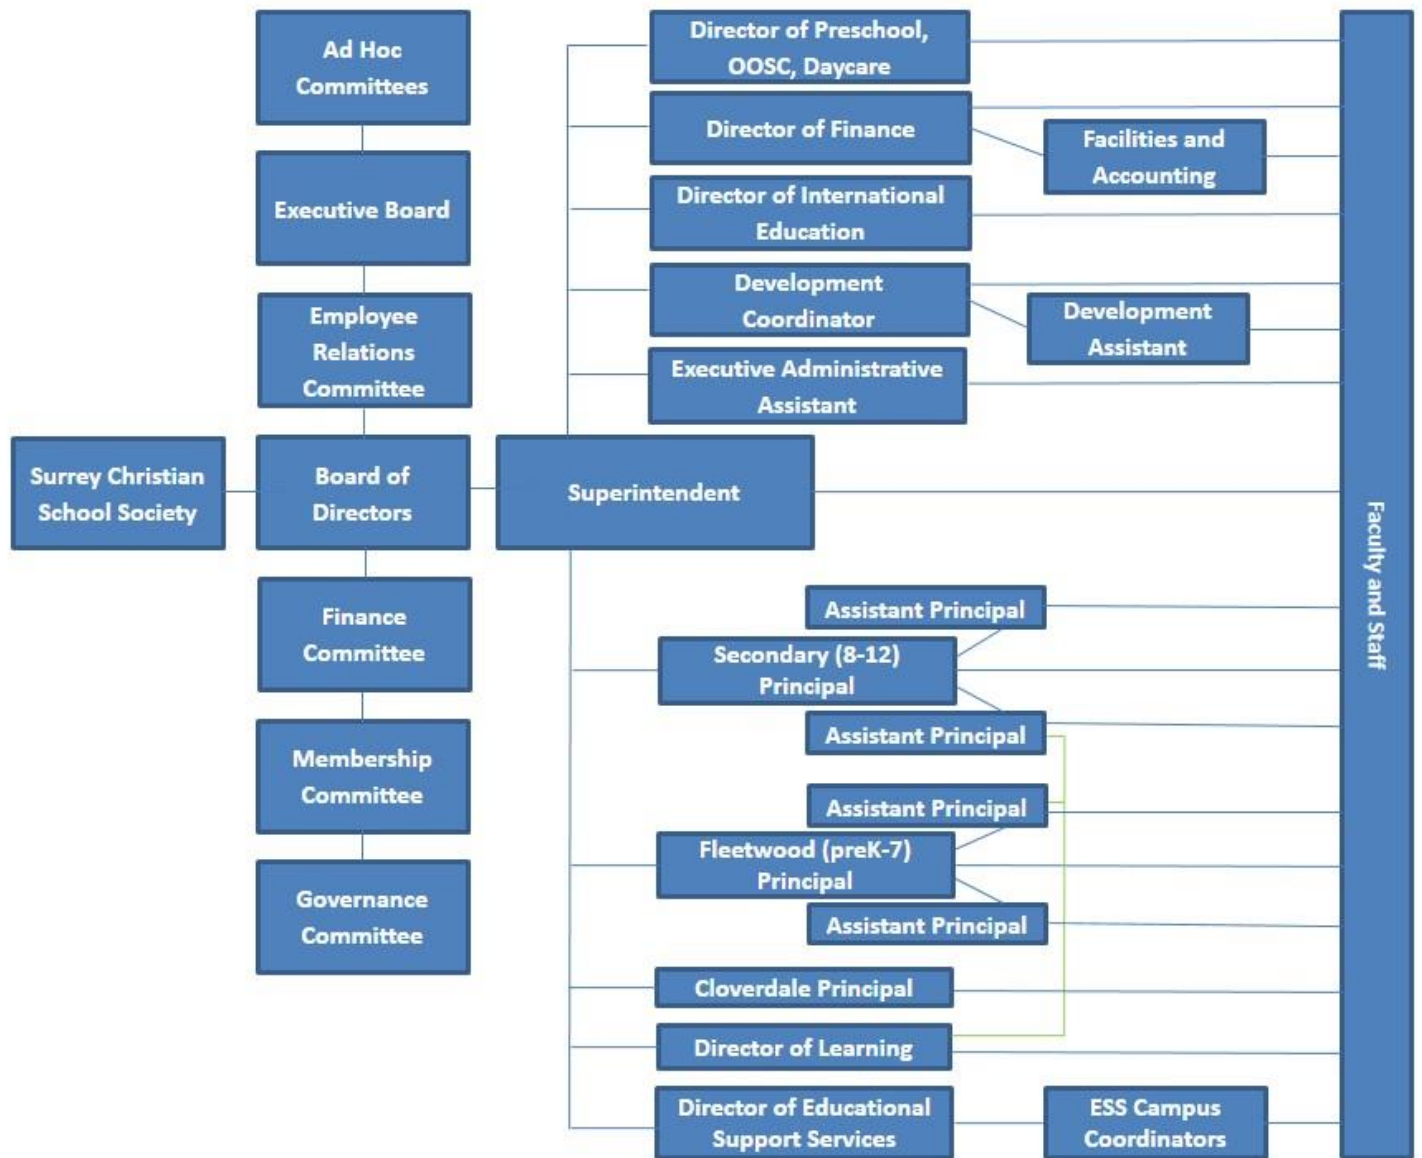 Ad Hoc
Committees
Executive Board
Employee
Relations
Committee
Surrey Christian
School Society
Board of
Directors
Finance
Committee
Membership
Committee
Governance
Committee
Superintendent
Director of Preschool,
OOSC, Daycare
Director of Finance
Facilities and
Accounting
Director of International
Education
Development
Coordinator
Development
Assistant
Executive Administrative
Assistant
Assistant Principal
Secondary (8-12)
Principal
Assistant Principal
Assistant Principal
Fleetwood (preK-7)
Principal
Assistant Principal
Cloverdale Principal
Director of Learning
Director of Educational
Support Services
ESS Campus
Coordinators
Faculty and Staff